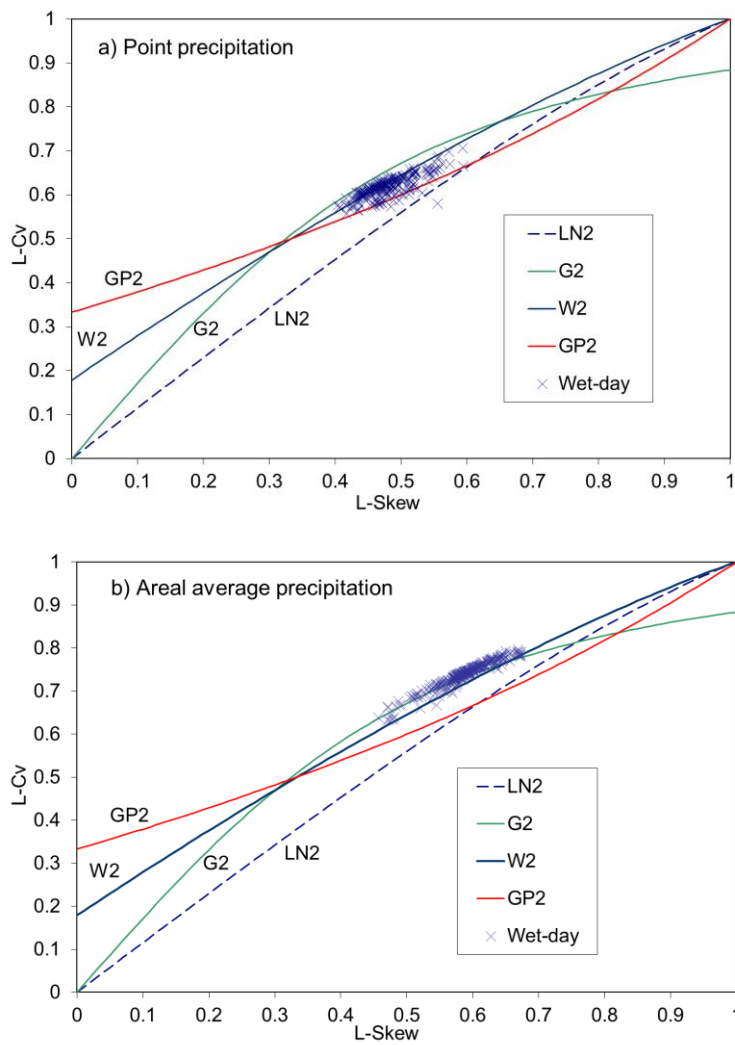 a) Point precipitation
1
0.9
0.8
0.7
0.6
0.5
0.4
0.3
0.2
0.1
0
L-Cv
GP2
W2
G2
LN2
LN2
G2
W2
GP2
Wet-day
0 0.1 0.2 0.3 0.4 0.5 0.6 0.7 0.8 0.9 1
L-Skew
b) Areal average precipitation
1
0.9
0.8
0.7
0.6
0.5
0.4
0.3
0.2
0.1
0
L-Cv
GP2
W2
G2
LN2
LN2
G2
W2
GP2
Wet-day
0 0.1 0.2 0.3 0.4 0.5 0.6 0.7 0.8 0.9 1
L-Skew